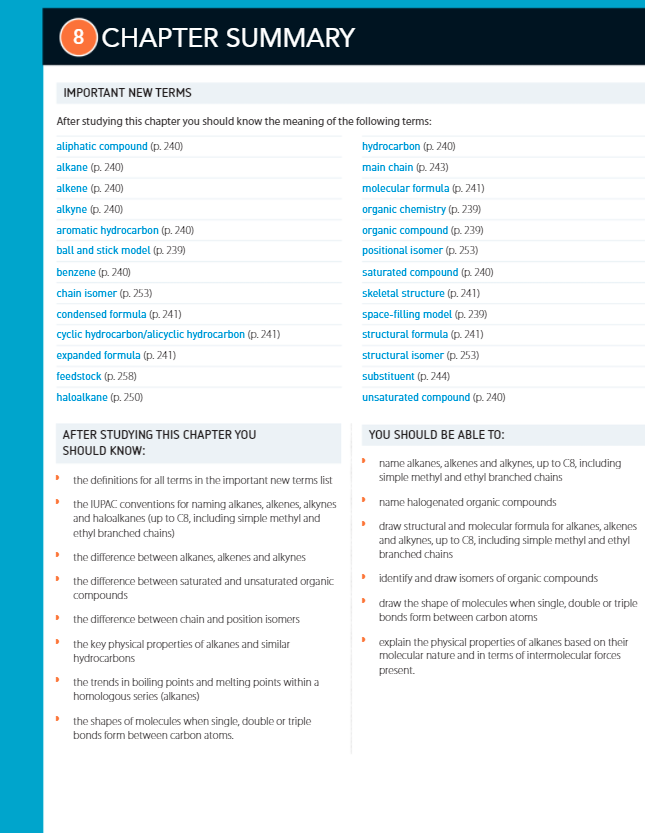 8 CHAPTER SUMMARY
IMPORTANT NEW TERMS
After studying this chapter you should know the meaning of the following terms:
aliphatic compound (p. 240)
alkane (p. 240)
alkene (p. 240)
alkyne (p. 240)
aromatic hydrocarbon (p. 240)
ball and stick model (p. 239)
benzene (p. 240)
chain isomer (p. 253)
condensed formula (p. 241)
cyclic hydrocarbon/alicyclic hydrocarbon (p. 241)
expanded formula (p. 241)
feedstock (p. 258)
haloalkane (p. 250)
hydrocarbon (p. 240)
main chain (p. 243)
molecular formula (p. 241)
organic chemistry (p. 239)
organic compound (p. 239)
positional isomer (p. 253)
saturated compound (p. 240)
skeletal structure (p. 241)
space-filling model (p. 239)
structural formula (p. 241)
structural isomer (p. 253)
substituent (p. 244)
unsaturated compound (p. 240)
AFTER STUDYING THIS CHAPTER YOU
SHOULD KNOW:
the definitions for all terms in the important new terms list
the IUPAC conventions for naming alkanes, alkenes, alkynes
and haloalkanes (up to C8, including simple methyl and
ethyl branched chains)
the difference between alkanes, alkenes and alkynes
the difference between saturated and unsaturated organic
compounds
the difference between chain and position isomers
the key physical properties of alkanes and similar
hydrocarbons
the trends in boiling points and melting points within a
homologous series (alkanes)
the shapes of molecules when single, double or triple
bonds form between carbon atoms.
YOU SHOULD BE ABLE TO:
name alkanes, alkenes and alkynes, up to C8, including
simple methyl and ethyl branched chains
name halogenated organic compounds
draw structural and molecular formula for alkanes, alkenes
and alkynes, up to C8, including simple methyl and ethyl
branched chains
identify and draw isomers of organic compounds
draw the shape of molecules when single, double or triple
bonds form between carbon atoms
explain the physical properties of alkanes based on their
molecular nature and in terms of intermolecular forces
present.